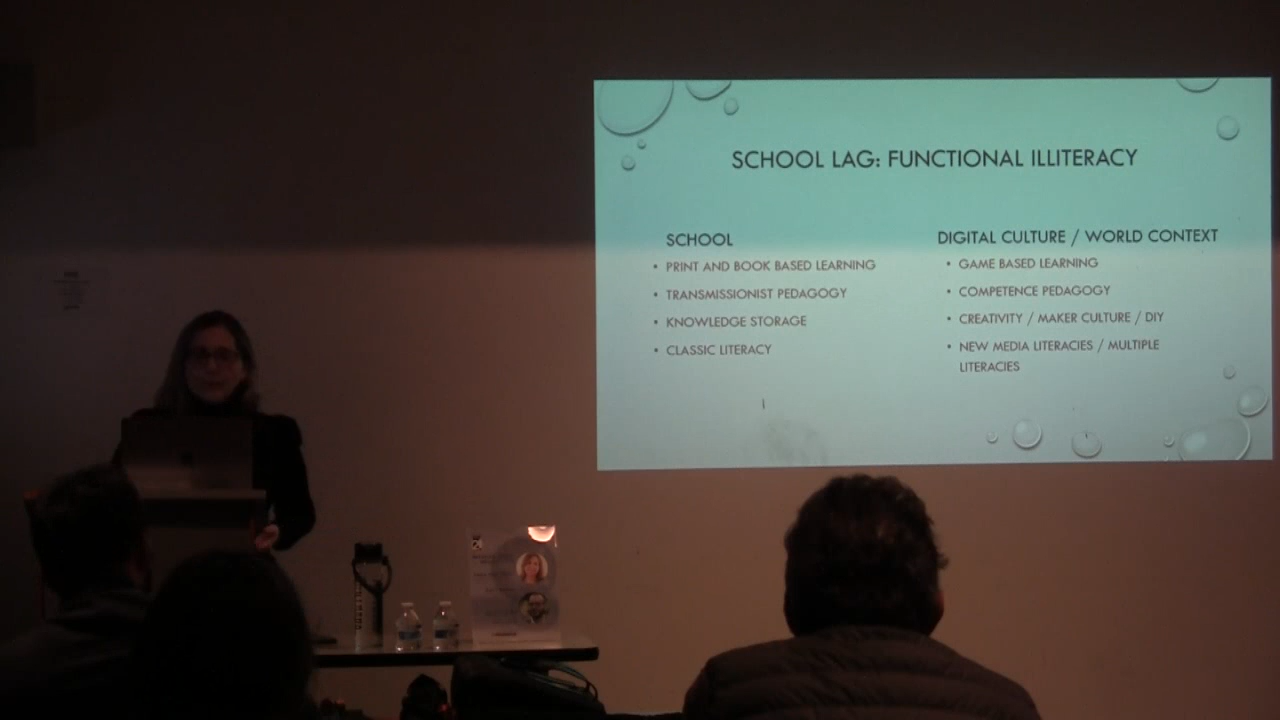 SCHOOL LAG: FUNCTIONAL ILLITERACY
SCHOOL
• PRINT AND BOOK BASED LEARNING
• TRANSMISSIONIST PEDAGOGY
• KNOWLEDGE STORAGE
• CLASSIC LITERACY
DIGITAL CULTURE / WORLD CONTEXT
• GAME BASED LEARNING
• COMPETENCE PEDAGOGY
• CREATIVITY / MAKER CULTURE / DIY
• NEW MEDIA LITERACIES / MULTIPLE
LITERACIES